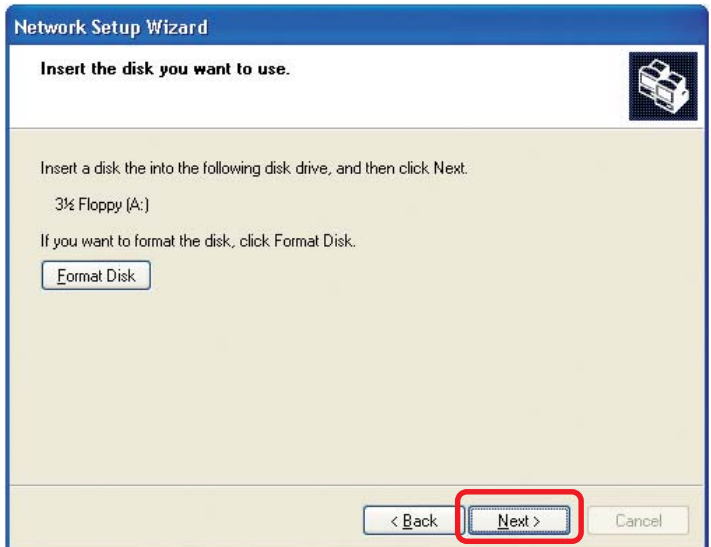 Network Setup Wizard
Insert the disk you want to use.
Insert a disk the into the following disk drive, and then click Next.
3½ Floppy (A:)
If you want to format the disk, click Format Disk.
Format Disk
< Back
Next >
Cancel